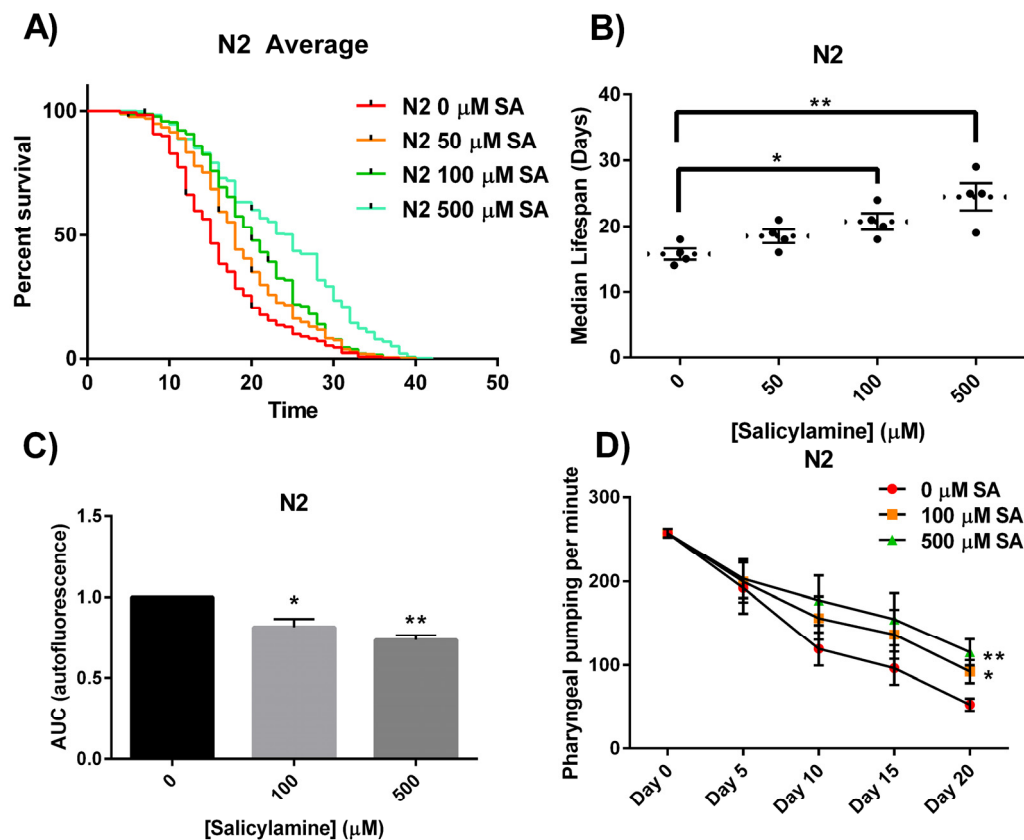 A)
N2 Average
N2 0 µM SA
N2 50 µM SA
N2 100 µM SA
N2 500 µM SA
Percent survival
100
50
0
0 10 20 30 40 50
Time
B)
N2
**
*
Median Lifespan (Days)
40
30
20
10
0
0 50 100 500
[Salicylamine] (µM)
C)
N2
AUC (autofluorescence)
1.5
1.0
0.5
0.0
*
**
0 100 500
[Salicylamine] (µM)
D)
N2
0 µM SA
100 µM SA
500 µM SA
Pharyngeal pumping per minute
300
200
100
0
**
*
Day 0 Day 5 Day 10 Day 15 Day 20